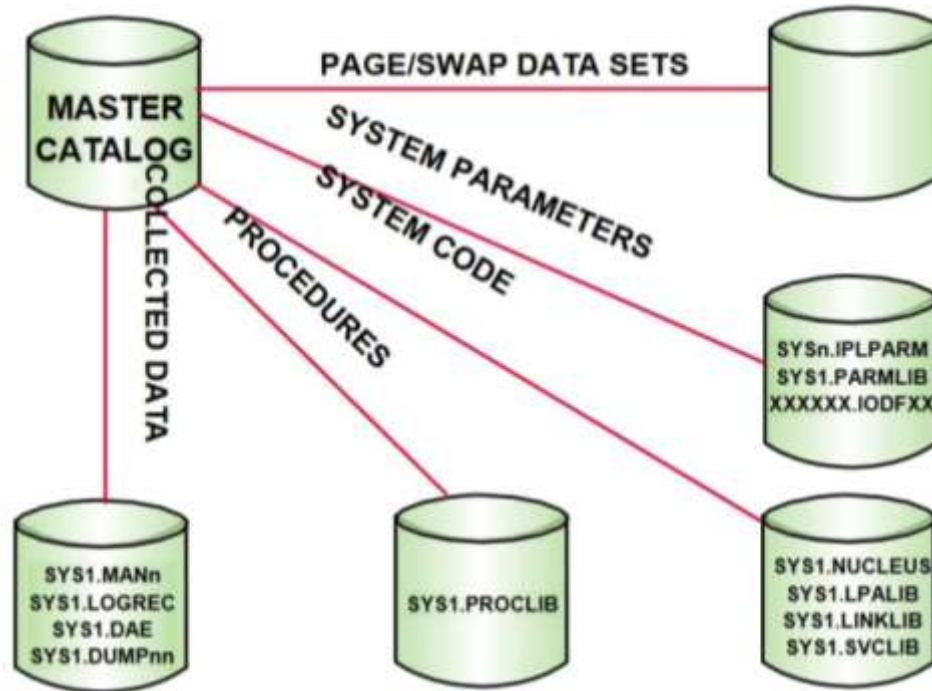 MASTER
CATALOG
PAGE/SWAP DATA SETS
SYSTEM PARAMETERS
SYSTEM CODE
PROCEDURES
COLLECTED DATA
SYSn.IPLPARM
SYS1.PARMLIB
XXXXXX.IODFXX
SYS1.MANn
SYS1.LOGREC
SYS1.DAE
SYS1.DUMPnn
SYS1.PROCLIB
SYS1.NUCLEUS
SYS1.LPALIB
SYS1.LINKLIB
SYS1.SVCLIB